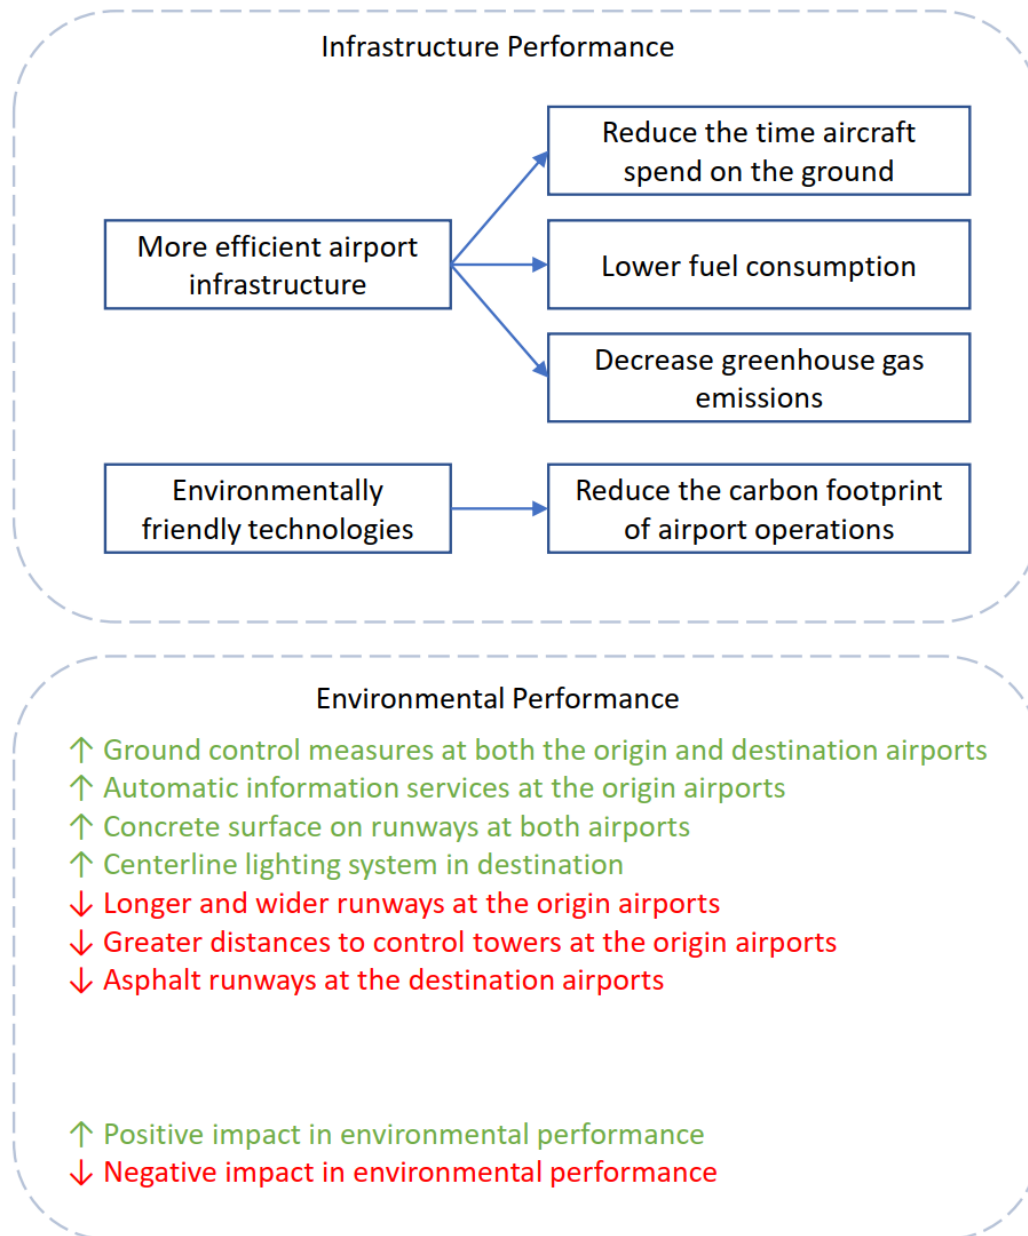 Infrastructure Performance
Reduce the time aircraft
spend on the ground
More efficient airport
infrastructure
Lower fuel consumption
Decrease greenhouse gas
emissions
Environmentally
friendly technologies
Reduce the carbon footprint
of airport operations
Environmental Performance
↑ Ground control measures at both the origin and destination airports
↑ Automatic information services at the origin airports
↑ Concrete surface on runways at both airports
↑ Centerline lighting system in destination
↓ Longer and wider runways at the origin airports
↓ Greater distances to control towers at the origin airports
↓ Asphalt runways at the destination airports
↑ Positive impact in environmental performance
↓ Negative impact in environmental performance